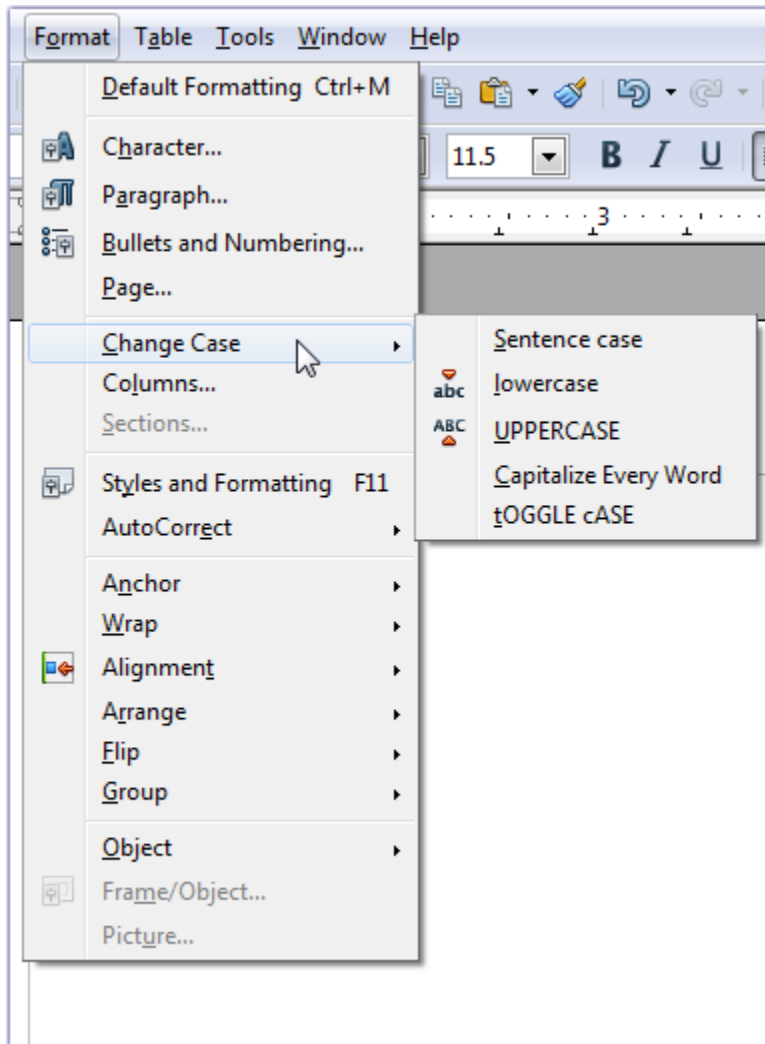 Format Table Tools Window Help
Default Formatting Ctrl+M
Character...
11.5 B I U
Paragraph...
3
Bullets and Numbering...
Page...
Change Case
Sentence case
Columns...
abc lowercase
Sections...
ABC UPPERCASE
Styles and Formatting F11
Capitalize Every Word
AutoCorrect
tOGGLE cASE
Anchor
Wrap
Alignment
Arrange
Flip
Group
Object
Frame/Object...
Picture...